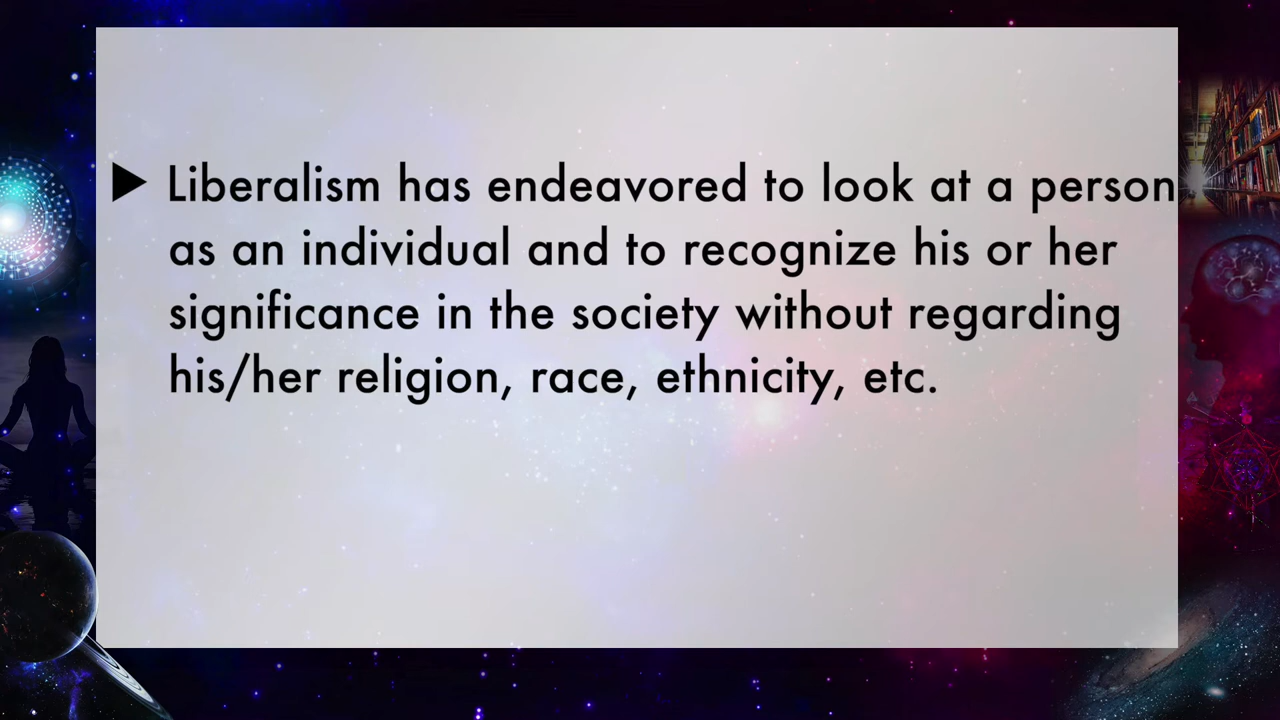 ▶ Liberalism has endeavored to look at a person
as an individual and to recognize his or her
significance in the society without regarding
his/her religion, race, ethnicity, etc.